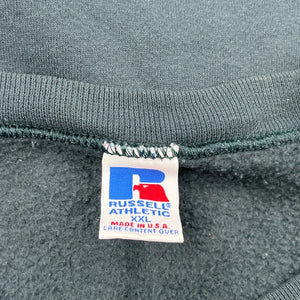 RUSSELL
ATHLETIC
XXL
MADE IN U.S.A.
CARE CONTENT OVER